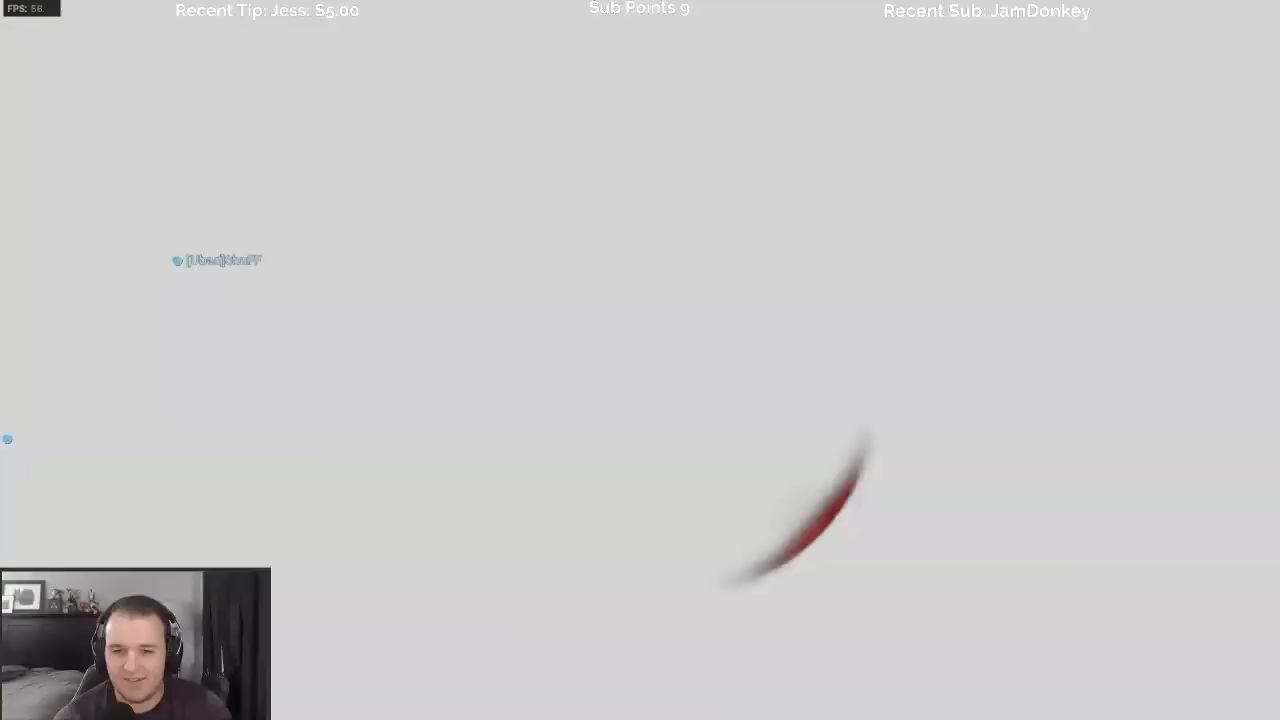 FPS: 56
Recent Tip: Jess: $5.00
Sub Points 9
Recent Sub: JamDonkey